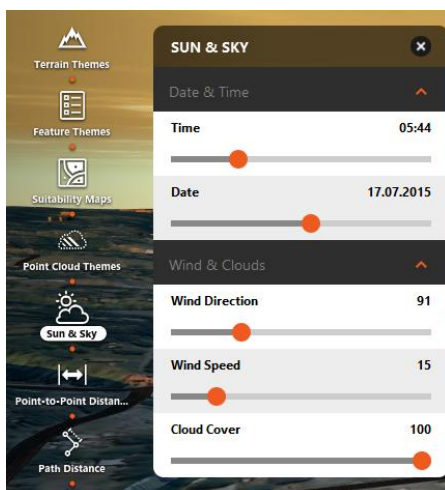 Terrain Themes
Feature Themes
Suitability Maps
Point Cloud Themes
Sun & Sky
Point-to-Point Distan...
Path Distance
SUN & SKY
Date & Time
Time 05:44
Date 17.07.2015
Wind & Clouds
Wind Direction 91
Wind Speed 15
Cloud Cover 100